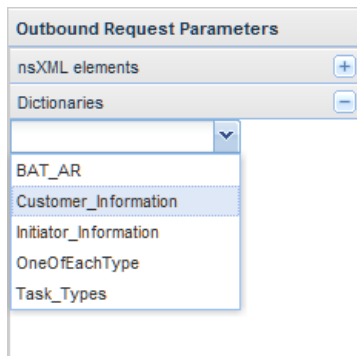 Outbound Request Parameters
nsXML elements
Dictionaries
BAT_AR
Customer_Information
Initiator_Information
OneOfEachType
Task_Types